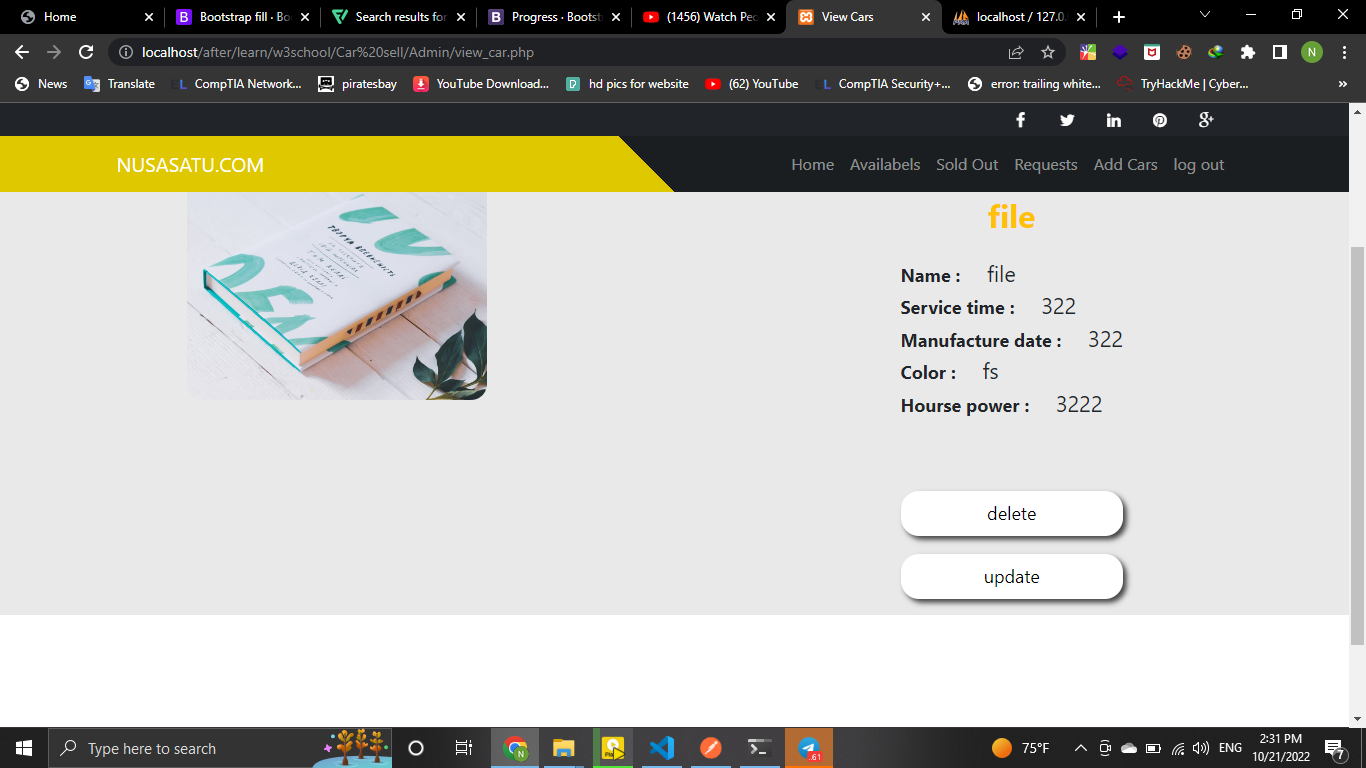 Home
Bootstrap fill · Bo
Search results for
Progress · Bootst
(1456) Watch Peo
View Cars
localhost / 127.0.
localhost/after/learn/w3school/Car%20sell/Admin/view_car.php
N
News
Translate
L CompTIA Network...
piratesbay
YouTube Download...
hd pics for website
(62) YouTube
L CompTIA Security+...
error: trailing white...
TryHackMe | Cyber...
»
NUSASATU.COM
Home Availabels Sold Out Requests Add Cars log out
file
Name : file
Service time : 322
Manufacture date : 322
Color : fs
Hourse power : 3222
delete
update
Type here to search
61
75°F
ENG
2:31 PM
10/21/2022
7